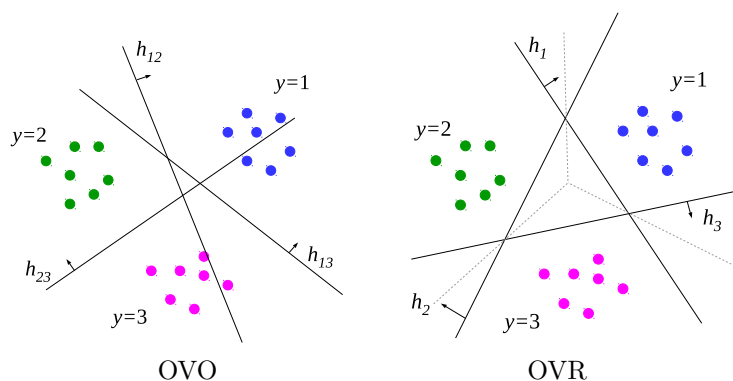 h12
y=1
y=2
h13
h23
y=3
OVO
h1
y=1
y=2
h3
h2
y=3
OVR